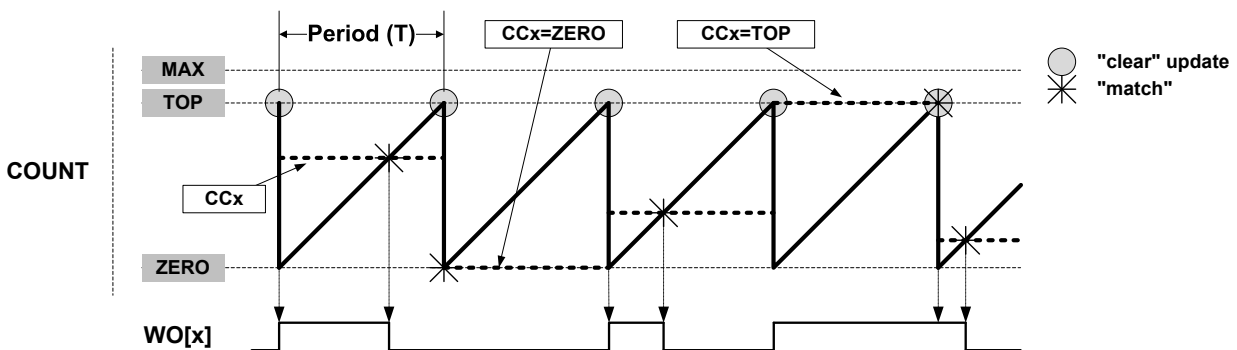 Period (T)
CCx=ZERO
CCx=TOP
"clear" update
"match"
MAX
TOP
COUNT
CCx
ZERO
WO[x]